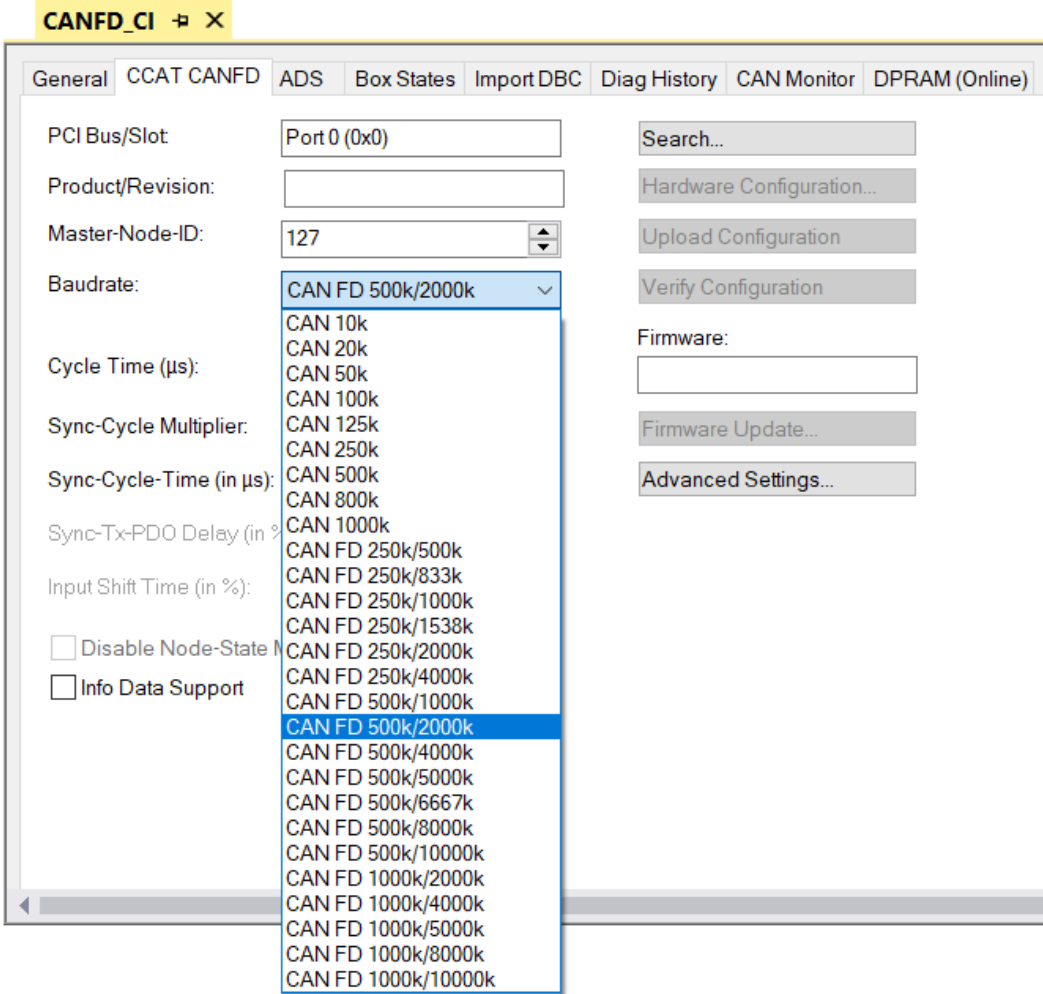 CANFD_CI
General CCAT CANFD ADS Box States Import DBC Diag History CAN Monitor DPRAM (Online)
PCI Bus/Slot: Port 0 (0x0) Search...
Product/Revision: Hardware Configuration...
Master-Node-ID: 127 Upload Configuration
Baudrate: CAN FD 500k/2000k Verify Configuration
CAN 10k
CAN 20k
CAN 50k
CAN 100k
CAN 125k
CAN 250k
CAN 500k
CAN 800k
CAN 1000k
CAN FD 250k/500k
CAN FD 250k/833k
CAN FD 250k/1000k
CAN FD 250k/1538k
CAN FD 250k/2000k
CAN FD 250k/4000k
CAN FD 500k/1000k
CAN FD 500k/2000k
CAN FD 500k/4000k
CAN FD 500k/5000k
CAN FD 500k/6667k
CAN FD 500k/8000k
CAN FD 500k/10000k
CAN FD 1000k/2000k
CAN FD 1000k/4000k
CAN FD 1000k/5000k
CAN FD 1000k/8000k
CAN FD 1000k/10000k
Firmware:
Cycle Time (µs):
Sync-Cycle Multiplier: Firmware Update...
Sync-Cycle-Time (in µs): Advanced Settings...
Sync-Tx-PDO Delay (in %
Input Shift Time (in %):
Disable Node-State
Info Data Support